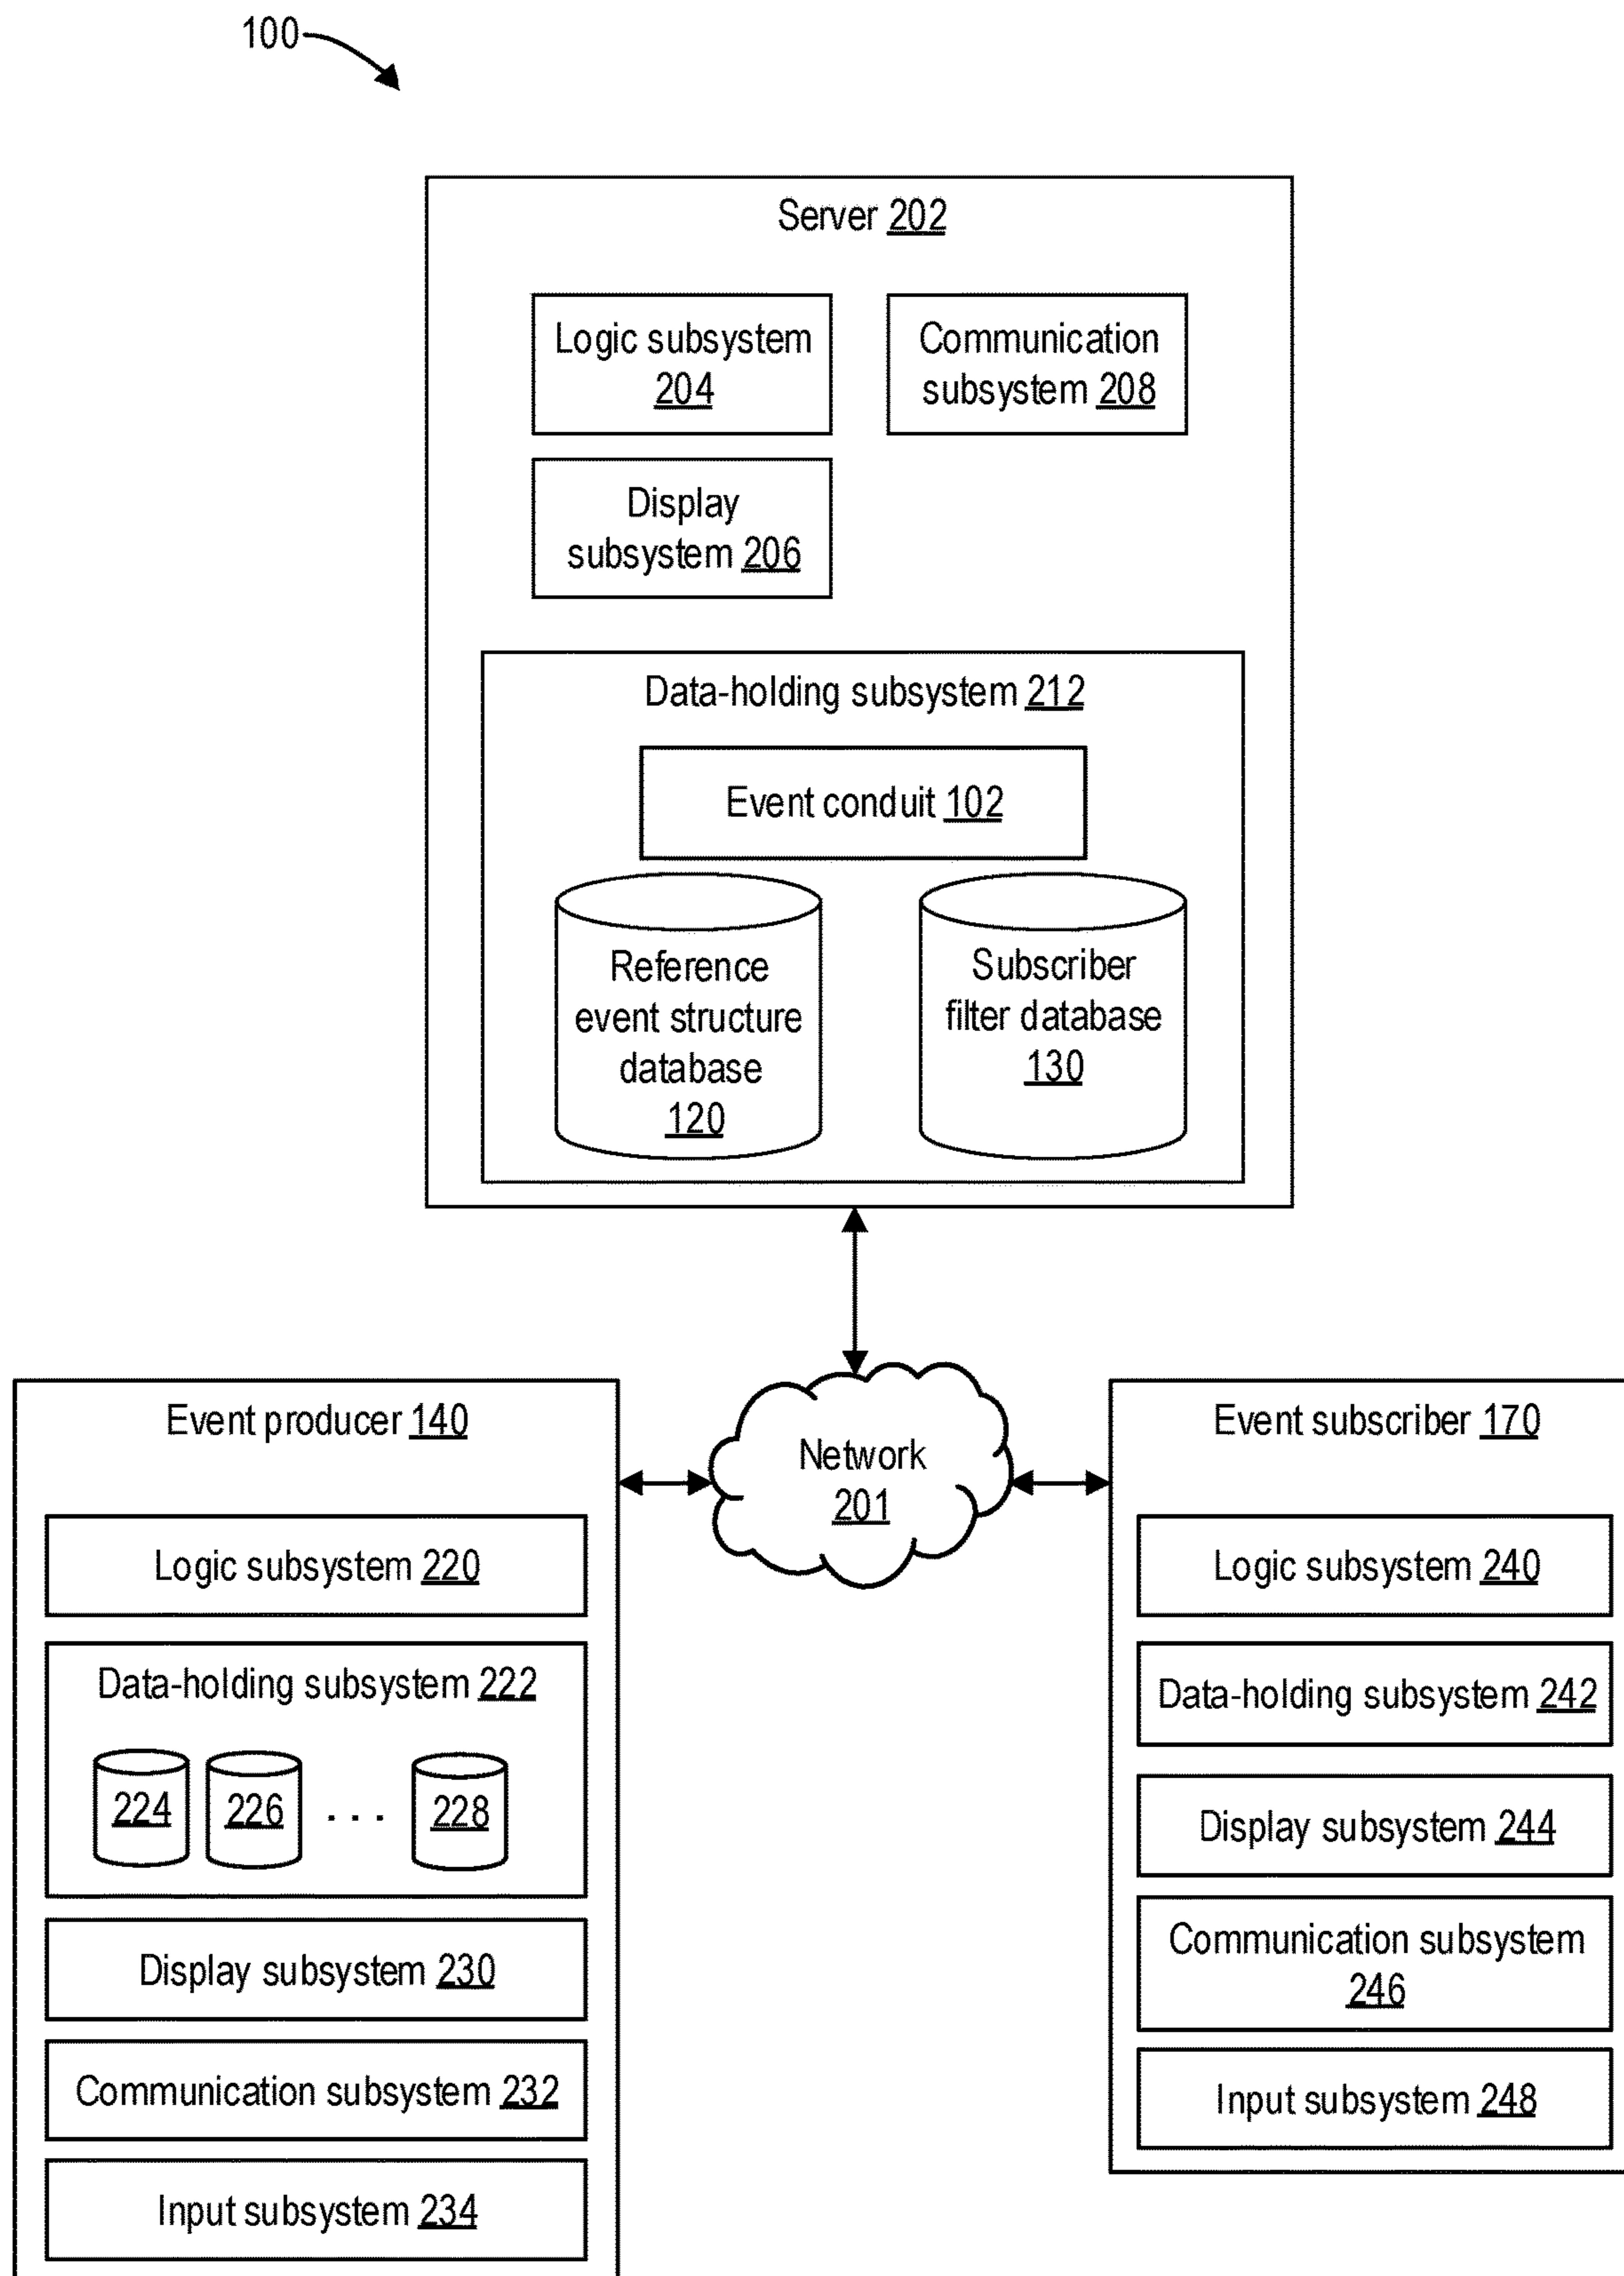 100
Server 202
Logic subsystem
204
Communication
subsystem 208
Display
subsystem 206
Data-holding subsystem 212
Event conduit 102
Reference
event structure
database
120
Subscriber
filter database
130
Network
201
Event producer 140
Logic subsystem 220
Data-holding subsystem 222
224 226 . . . 228
Display subsystem 230
Communication subsystem 232
Input subsystem 234
Event subscriber 170
Logic subsystem 240
Data-holding subsystem 242
Display subsystem 244
Communication subsystem
246
Input subsystem 248